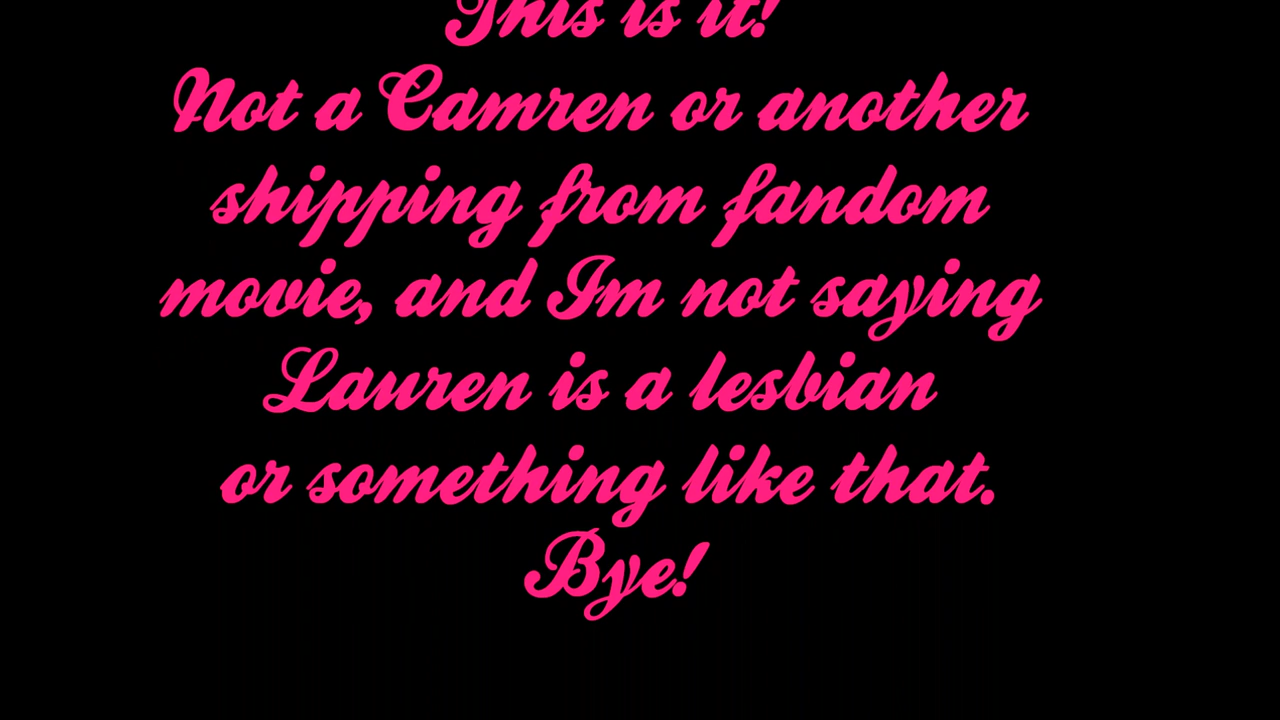 This is it!
Not a Camren or another
shipping from fandom
movie, and Im not saying
Lauren is a lesbian
or something like that.
Bye!